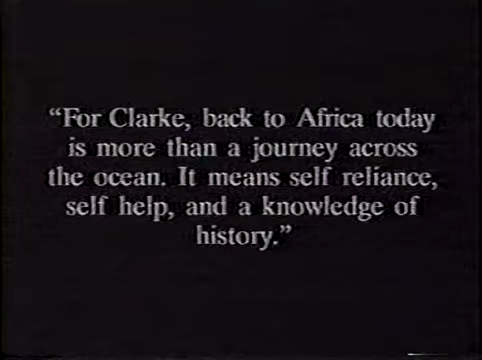 “For Clarke, back to Africa today
is more than a journey across
the ocean. It means self reliance,
self help, and a knowledge of
history.”